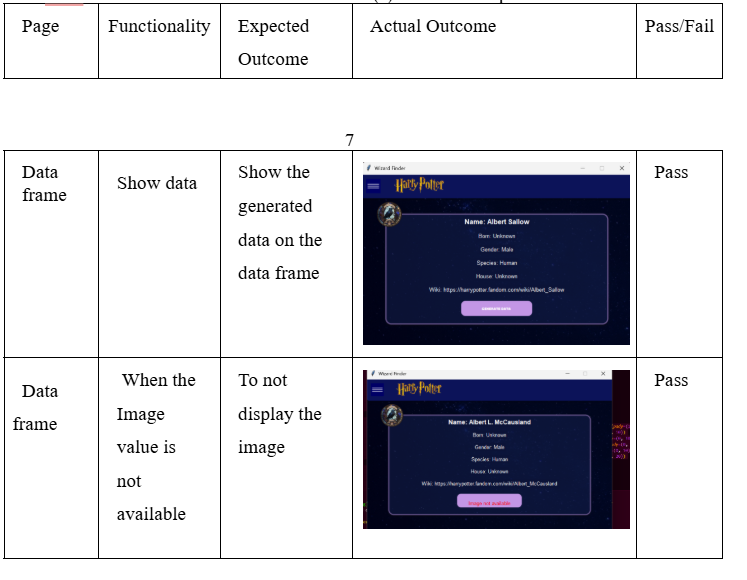 Page Functionality Expected Actual Outcome Pass/Fail
Outcome
7
Data
frame
Show data
Show the
generated
data on the
data frame
Wizard Finder
Harry Potter
Name: Albert Sallow
Born: Unknown
Gender: Male
Species: Human
House: Unknown
Wiki: https://harrypotter.fandom.com/wiki/Albert_Sallow
Pass
Data
frame
When the
Image
value is
not
available
To not
display the
image
Wizard Finder
Harry Potter
Name: Albert L. McCausland
Born: Unknown
Gender: Male
Species: Human
House: Unknown
Wiki: https://harrypotter.fandom.com/wiki/Albert_McCausland
Image not available
Pass